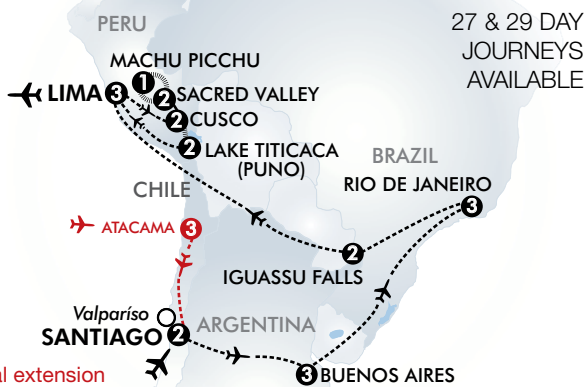 PERU
27 & 29 DAY
JOURNEYS
AVAILABLE
MACHU PICCHU
1
LIMA 3
2 SACRED VALLEY
2 CUSCO
2 LAKE TITICACA
(PUNO)
BRAZIL
RIO DE JANEIRO
3
CHILE
ATACAMA 3
2
IGUASSU FALLS
Valparíso
SANTIAGO 2
ARGENTINA
3 BUENOS AIRES
extension